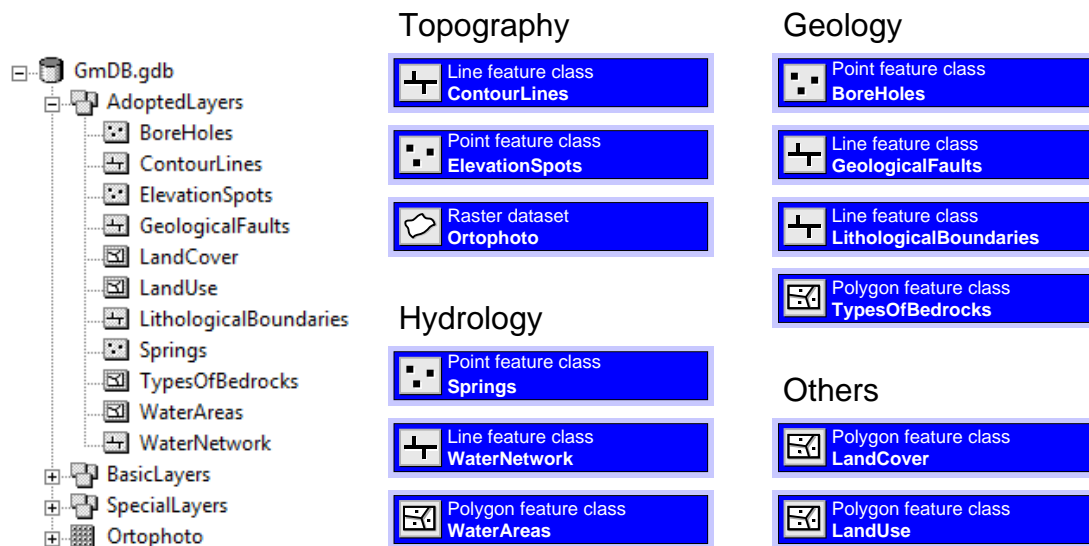 GmDB.gdb
AdoptedLayers
BoreHoles
ContourLines
ElevationSpots
GeologicalFaults
LandCover
LandUse
LithologicalBoundaries
Springs
TypesOfBedrocks
WaterAreas
WaterNetwork
BasicLayers
SpecialLayers
Ortophoto
Topography
Line feature class
ContourLines
Point feature class
ElevationSpots
Raster dataset
Ortophoto
Hydrology
Point feature class
Springs
Line feature class
WaterNetwork
Polygon feature class
WaterAreas
Geology
Point feature class
BoreHoles
Line feature class
GeologicalFaults
Line feature class
LithologicalBoundaries
Polygon feature class
TypesOfBedrocks
Others
Polygon feature class
LandCover
Polygon feature class
LandUse